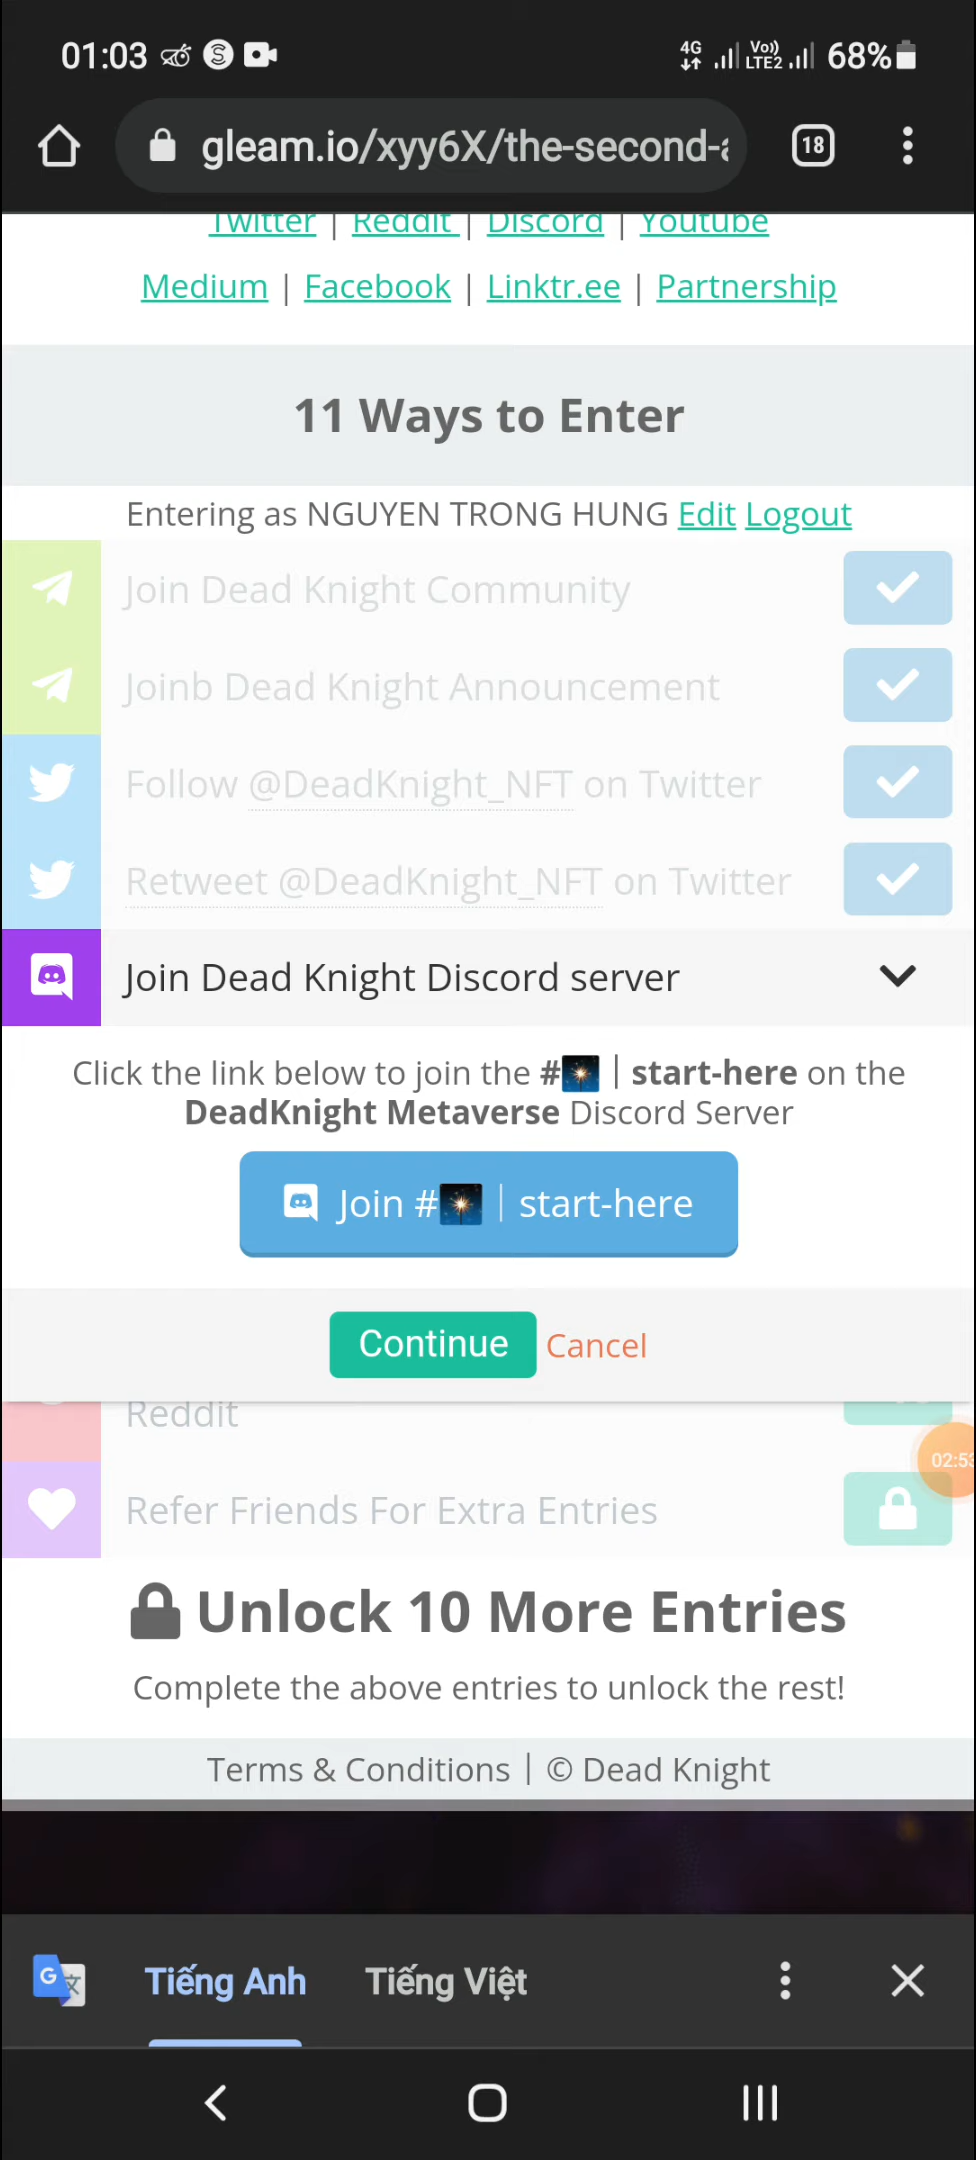 01:03 4G Vo)) LTE2 68%
gleam.io/xyy6X/the-second-a
18
Twitter | Reddit | Discord | Youtube
Medium | Facebook | Linktr.ee | Partnership
11 Ways to Enter
Entering as NGUYEN TRONG HUNG Edit Logout
Join Dead Knight Community
Joinb Dead Knight Announcement
Follow @DeadKnight_NFT on Twitter
Retweet @DeadKnight_NFT on Twitter
Join Dead Knight Discord server
Click the link below to join the #🎇 | start-here on the
DeadKnight Metaverse Discord Server
Join #🎇 | start-here
Continue Cancel
Reddit
02:53
Refer Friends For Extra Entries
Unlock 10 More Entries
Complete the above entries to unlock the rest!
Terms & Conditions | © Dead Knight
Tiếng Anh Tiếng Việt